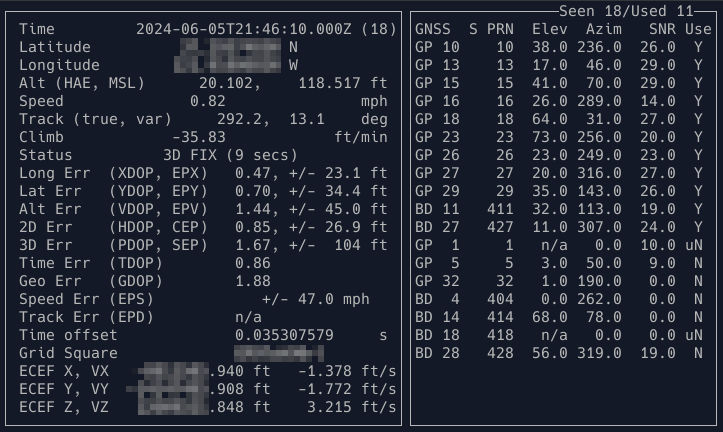 Seen 18/Used 11
Time 2024-06-05T21:46:10.000Z (18)
Latitude N
Longitude W
Alt (HAE, MSL) 20.102, 118.517 ft
Speed 0.82 mph
Track (true, var) 292.2, 13.1 deg
Climb -35.83 ft/min
Status 3D FIX (9 secs)
Long Err (XDOP, EPX) 0.47, +/- 23.1 ft
Lat Err (YDOP, EPY) 0.70, +/- 34.4 ft
Alt Err (VDOP, EPV) 1.44, +/- 45.0 ft
2D Err (HDOP, CEP) 0.85, +/- 26.9 ft
3D Err (PDOP, SEP) 1.67, +/- 104 ft
Time Err (TDOP) 0.86
Geo Err (GDOP) 1.88
Speed Err (EPS) +/- 47.0 mph
Track Err (EPD) n/a
Time offset 0.035307579 s
Grid Square
ECEF X, VX .940 ft -1.378 ft/s
ECEF Y, VY .908 ft -1.772 ft/s
ECEF Z, VZ .848 ft 3.215 ft/s
GNSS S PRN Elev Azim SNR Use
GP 10 10 38.0 236.0 26.0 Y
GP 13 13 17.0 46.0 29.0 Y
GP 15 15 41.0 70.0 29.0 Y
GP 16 16 26.0 289.0 14.0 Y
GP 18 18 64.0 31.0 27.0 Y
GP 23 23 73.0 256.0 20.0 Y
GP 26 26 23.0 249.0 23.0 Y
GP 27 27 20.0 316.0 27.0 Y
GP 29 29 35.0 143.0 26.0 Y
BD 11 411 32.0 113.0 19.0 Y
BD 27 427 11.0 307.0 24.0 Y
GP 1 1 n/a 0.0 10.0 uN
GP 5 5 3.0 50.0 9.0 N
GP 32 32 1.0 190.0 0.0 N
BD 4 404 0.0 262.0 0.0 N
BD 14 414 68.0 78.0 0.0 N
BD 18 418 n/a 0.0 0.0 uN
BD 28 428 56.0 319.0 19.0 N